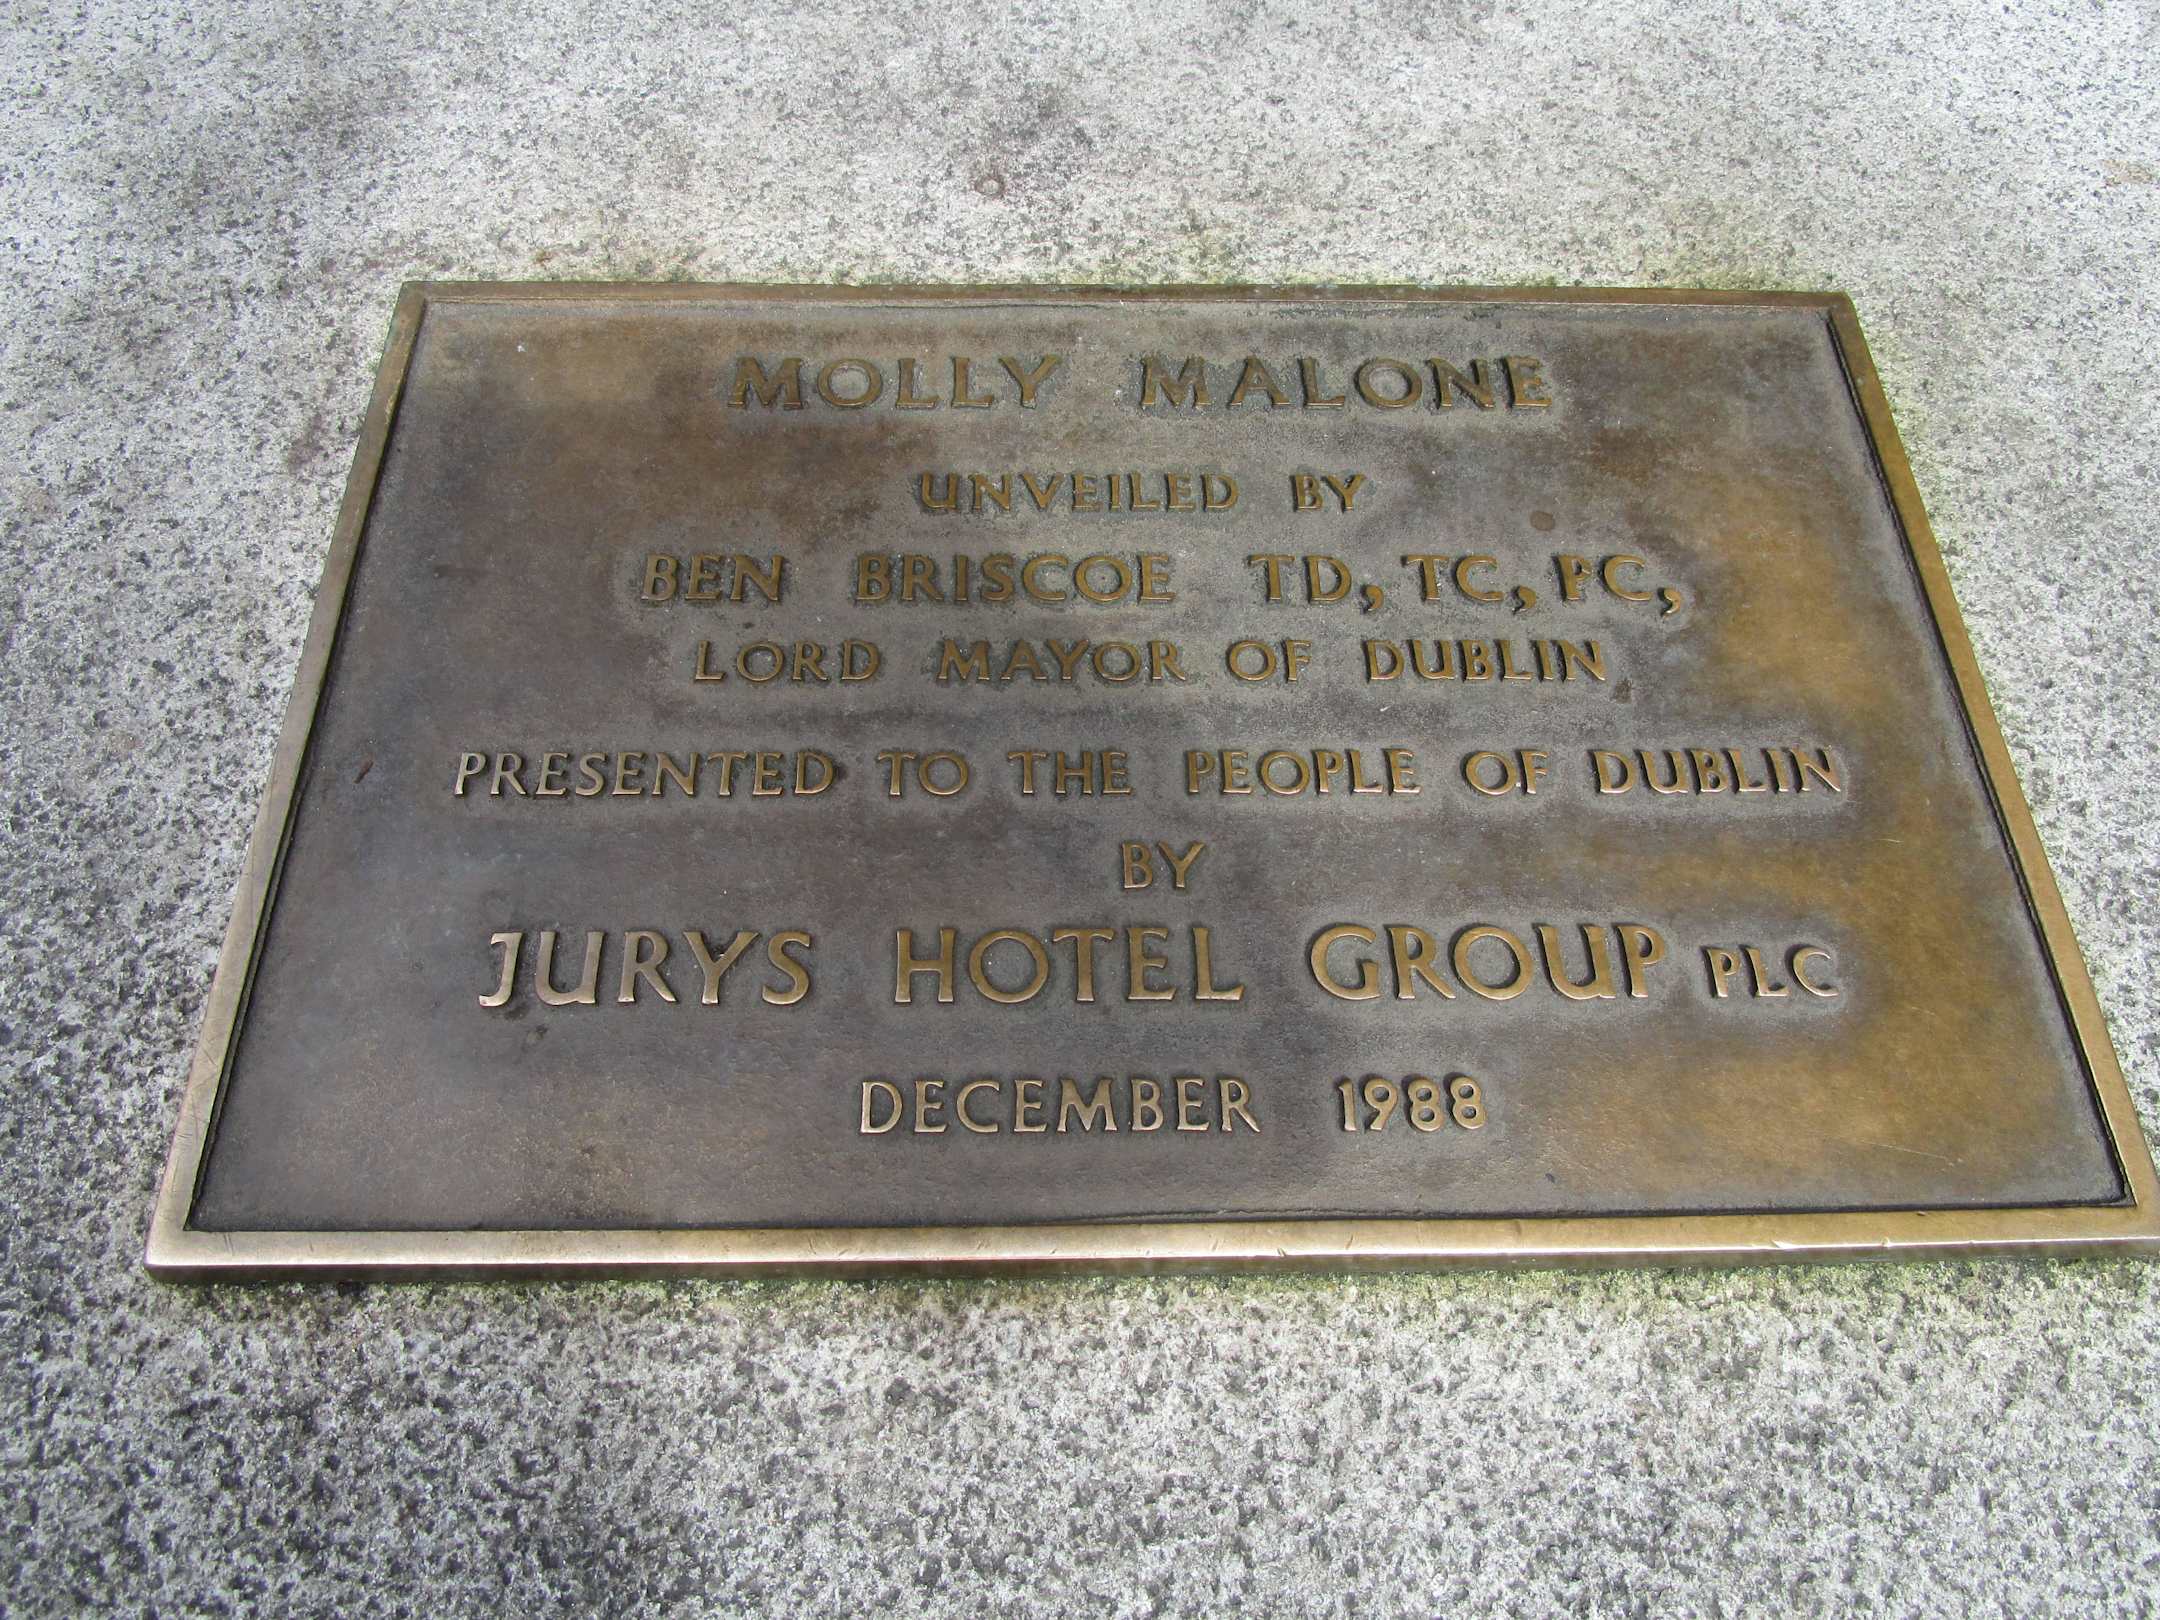 MOLLY MALONE
UNVEILED BY
BEN BRISCOE TD, TC, PC,
LORD MAYOR OF DUBLIN
PRESENTED TO THE PEOPLE OF DUBLIN
BY
JURYS HOTEL GROUP PLC
DECEMBER 1988